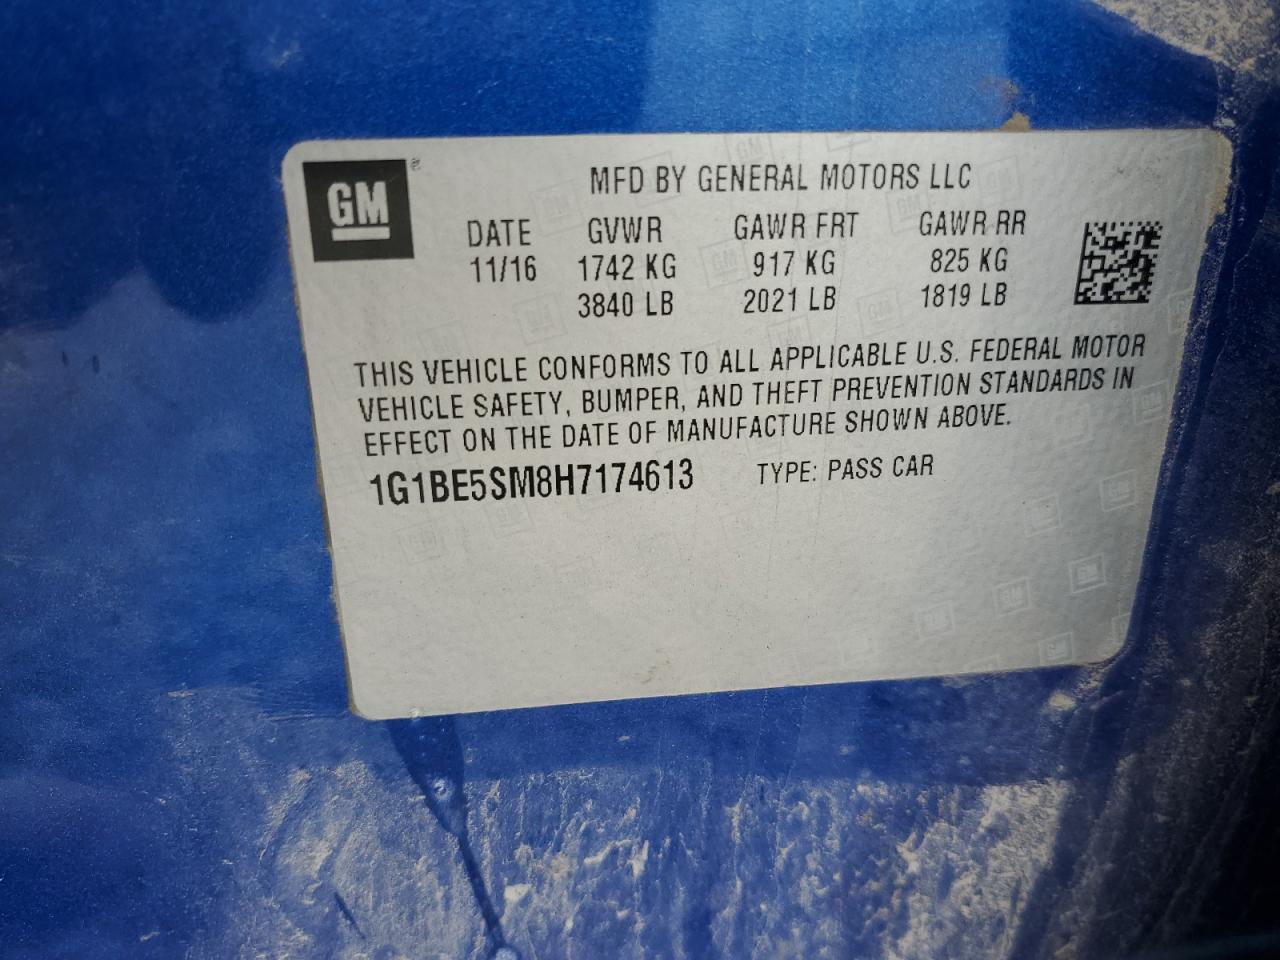 GM
MFD BY GENERAL MOTORS LLC
DATE GVWR GAWR FRT GAWR RR
11/16 1742 KG 917 KG 825 KG
3840 LB 2021 LB 1819 LB
THIS VEHICLE CONFORMS TO ALL APPLICABLE U.S. FEDERAL MOTOR
VEHICLE SAFETY, BUMPER, AND THEFT PREVENTION STANDARDS IN
EFFECT ON THE DATE OF MANUFACTURE SHOWN ABOVE.
1G1BE5SM8H7174613 TYPE: PASS CAR